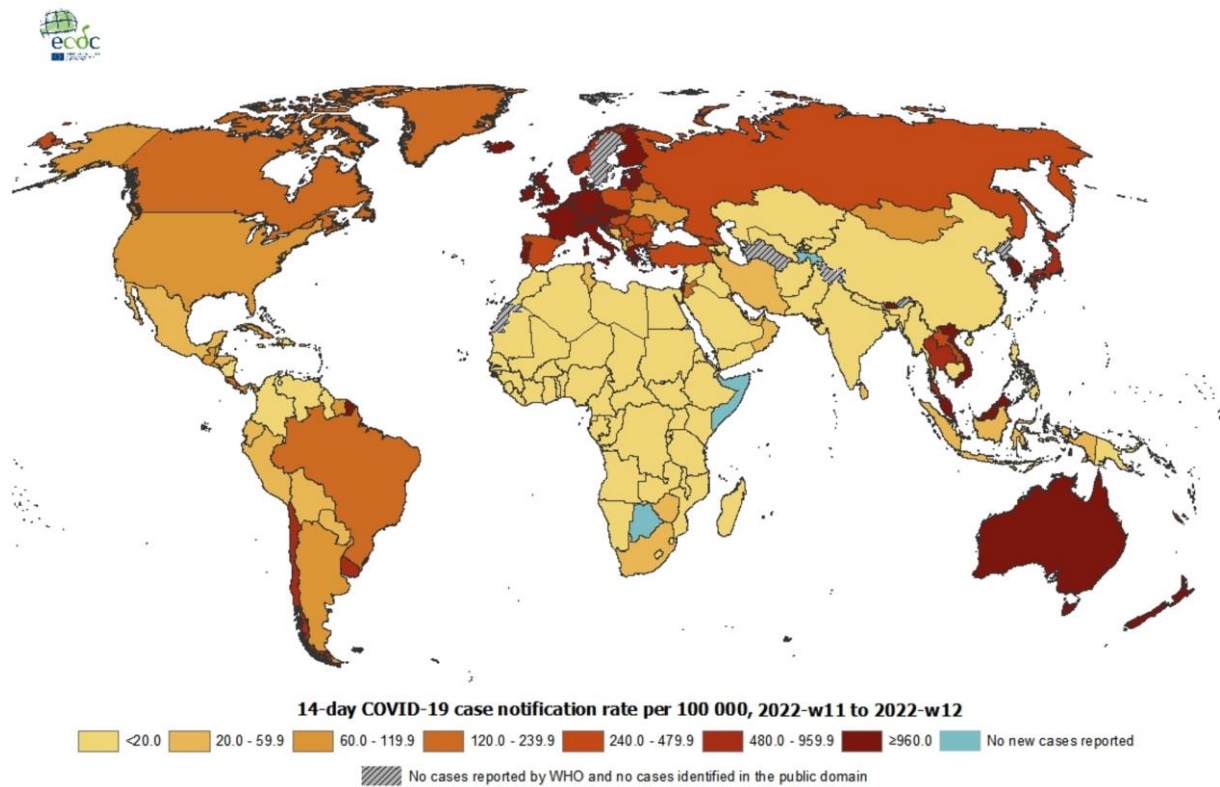 ecdc
14-day COVID-19 case notification rate per 100 000, 2022-w11 to 2022-w12
<20.0 20.0 - 59.9 60.0 - 119.9 120.0 - 239.9 240.0 - 479.9 480.0 - 959.9 ≥960.0 No new cases reported
No cases reported by WHO and no cases identified in the public domain